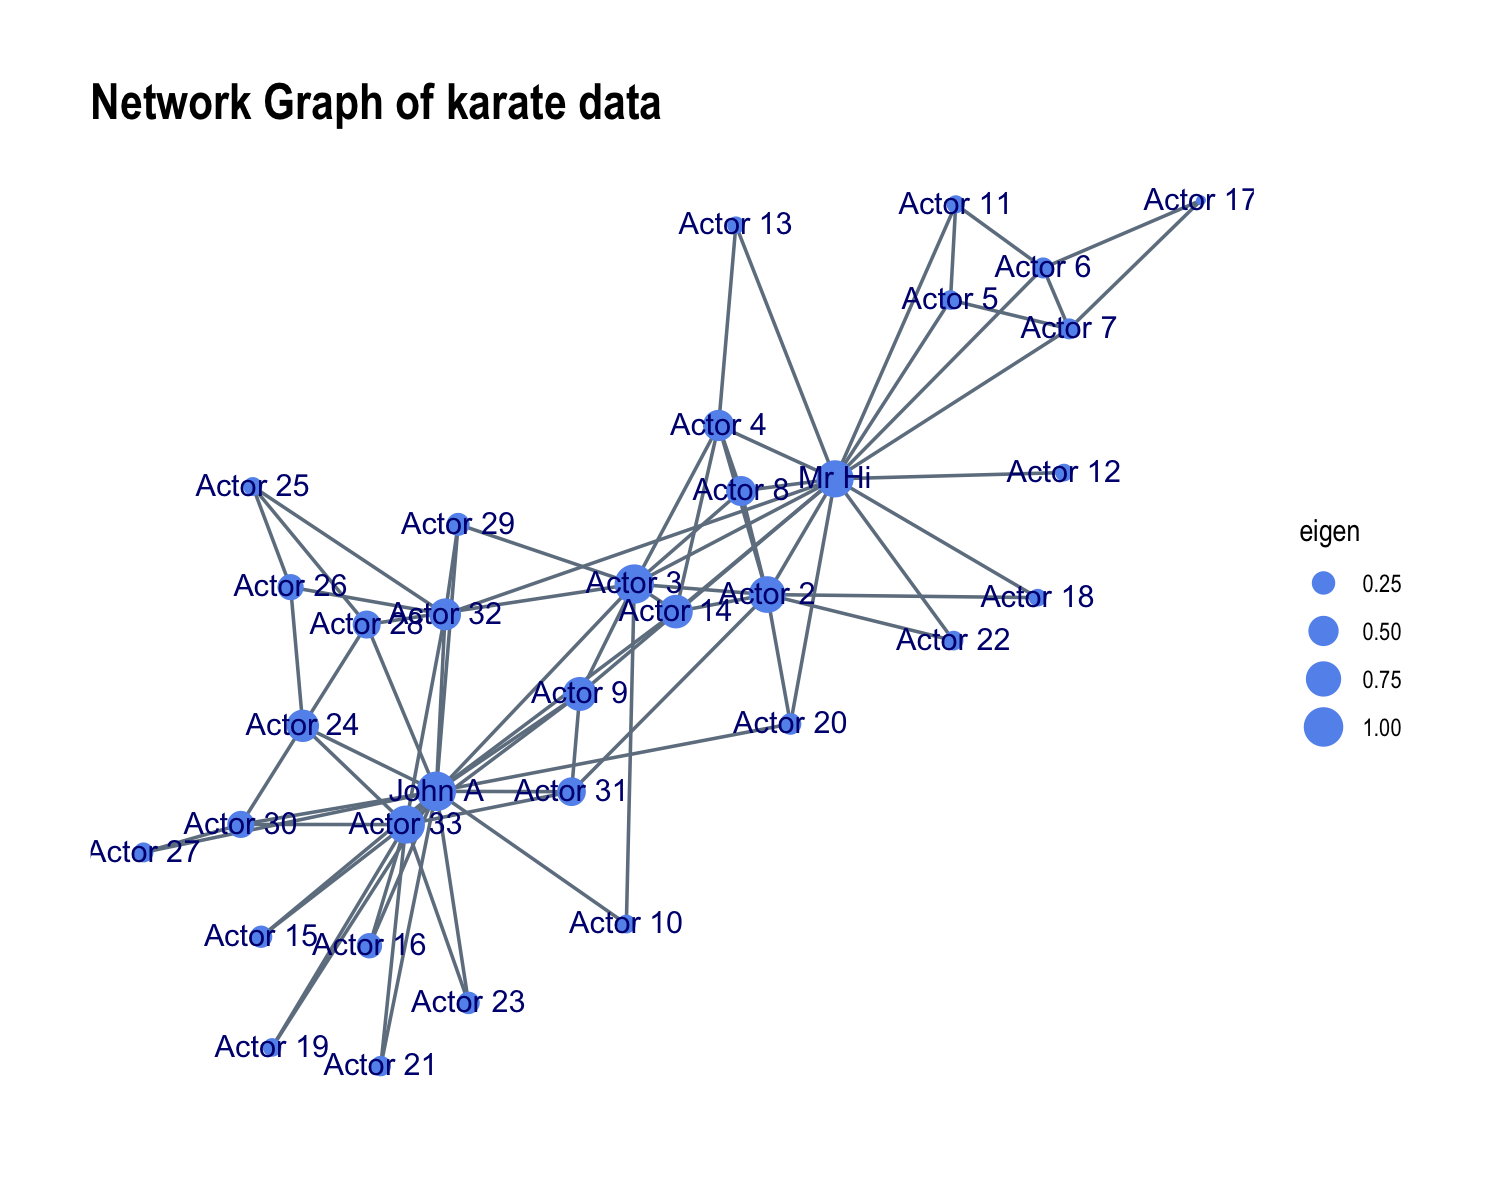 Network Graph of karate data
Actor 17
Actor 11
Actor 13
Actor 6
Actor 5
Actor 7
Actor 4
Actor 12
Mr Hi
Actor 8
Actor 25
Actor 29
eigen
Actor 3
0.25
Actor 26
Actor 2
Actor 18
Actor 14
Actor 32
Actor 28
0.50
Actor 22
0.75
Actor 9
Actor 20
Actor 24
1.00
John A
Actor 31
Actor 33
Actor 30
Actor 27
Actor 10
Actor 15
Actor 16
Actor 23
Actor 19
Actor 21